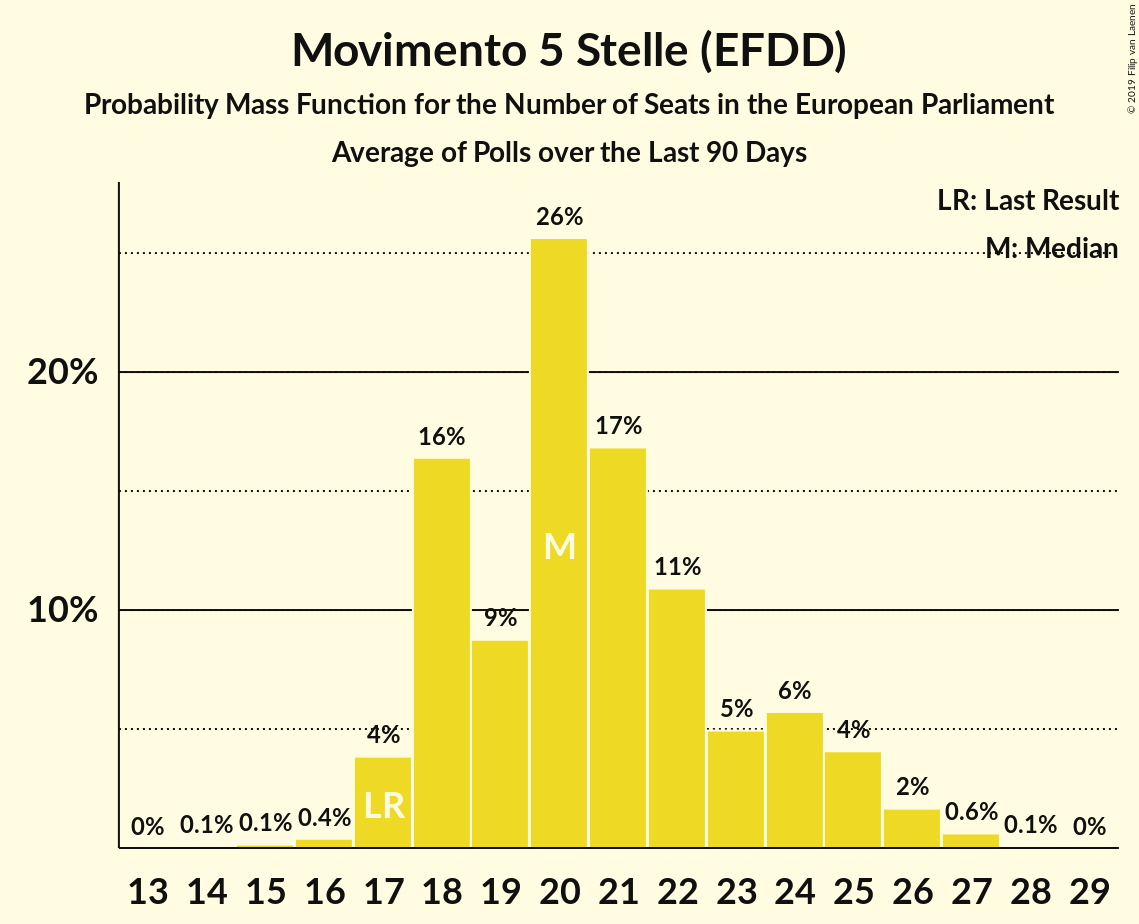 Movimento 5 Stelle (EFDD)
Probability Mass Function for the Number of Seats in the European Parliament
Average of Polls over the Last 90 Days
© 2019 Filip van Laenen
LR: Last Result
M: Median
20%
10%
0%
0.1%
0.1%
0.4%
4%
16%
9%
26%
17%
11%
5%
6%
4%
2%
0.6%
0.1%
0%
LR
M
13 14 15 16 17 18 19 20 21 22 23 24 25 26 27 28 29